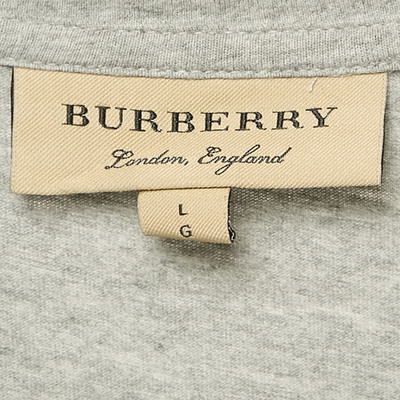 BURBERRY
London, England
L
G